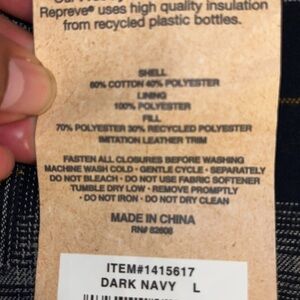 Repreve® uses high quality insulation
from recycled plastic bottles.
SHELL
60% COTTON 40% POLYESTER
LINING
100% POLYESTER
FILL
70% POLYESTER 30% RECYCLED POLYESTER
IMITATION LEATHER TRIM
FASTEN ALL CLOSURES BEFORE WASHING
MACHINE WASH COLD · GENTLE CYCLE · SEPARATELY
DO NOT BLEACH · DO NOT USE FABRIC SOFTENER
TUMBLE DRY LOW · REMOVE PROMPTLY
· DO NOT IRON · DO NOT DRY CLEAN
MADE IN CHINA
RN# 82608
ITEM#1415617
DARK NAVY L